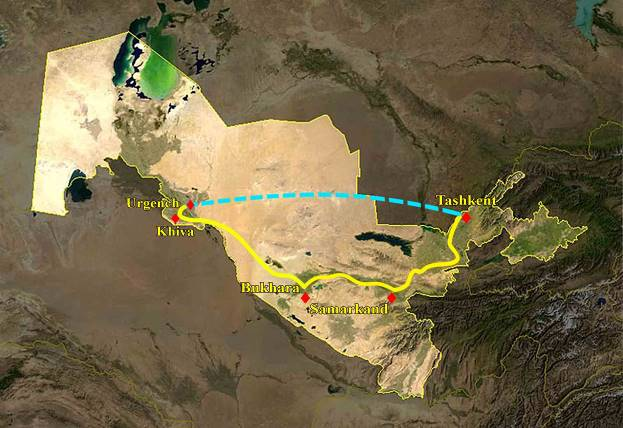 Tashkent
Urgench
Khiva
Bukhara
Samarkand